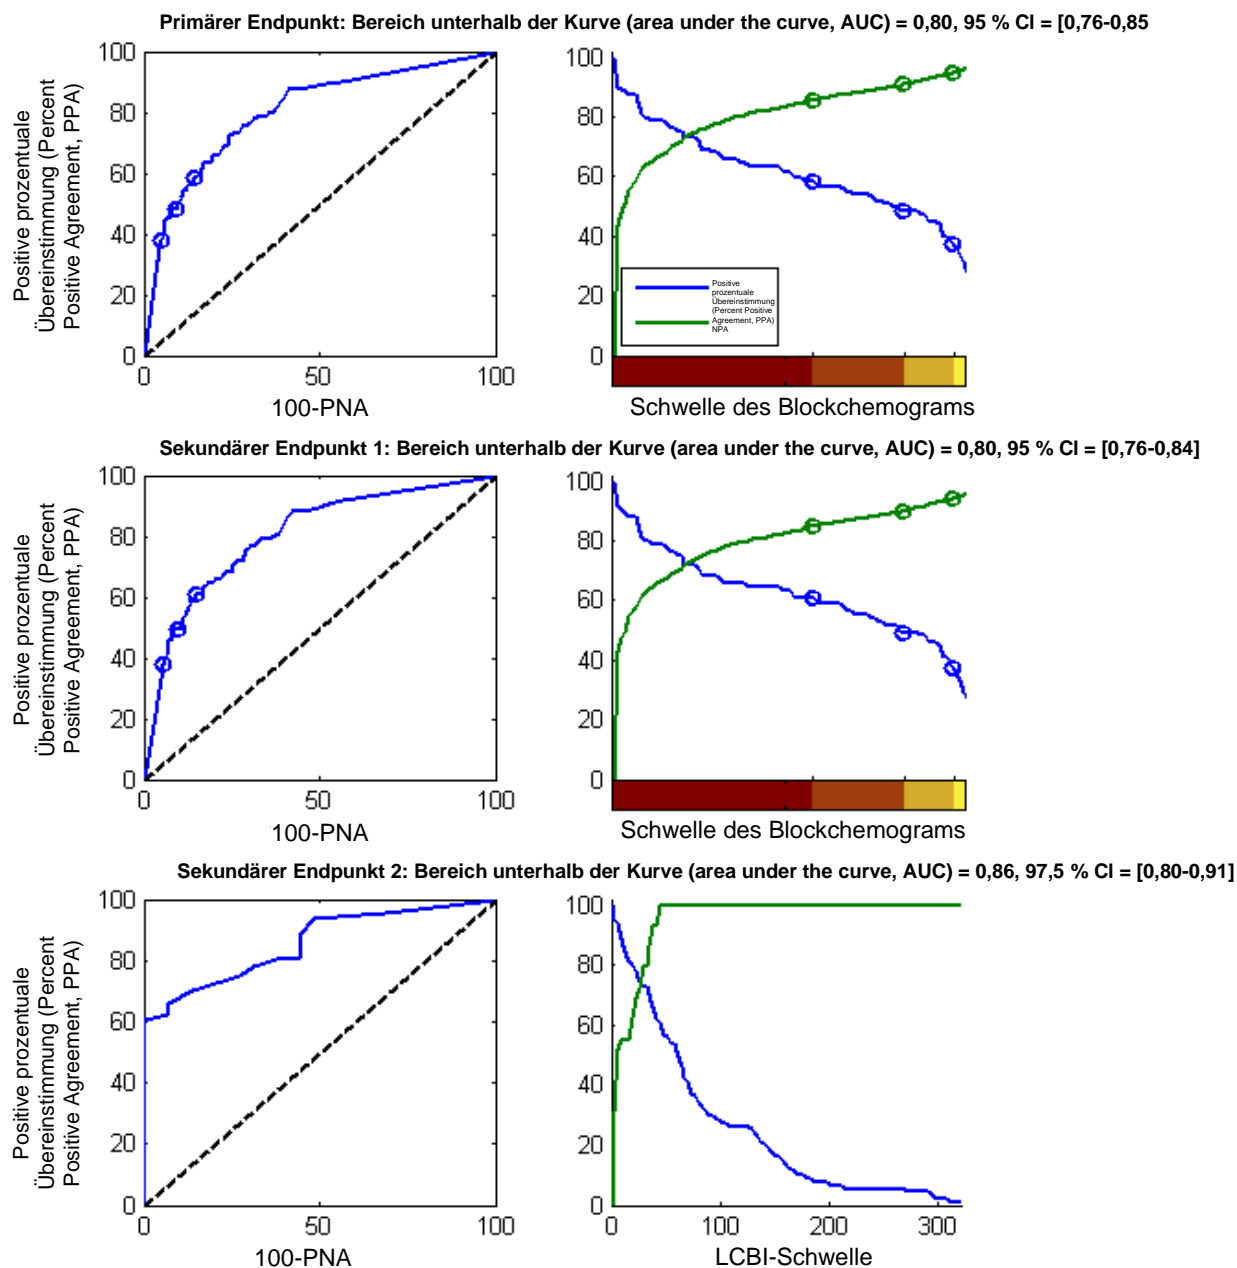 Primärer Endpunkt: Bereich unterhalb der Kurve (area under the curve, AUC) = 0,80, 95 % CI = [0,76-0,85
Positive prozentuale
Übereinstimmung (Percent
Positive Agreement, PPA)
100
80
60
40
20
0
0
50
100
100-PNA
100
80
60
40
20
0
Positive
prozentuale
Übereinstimmung
(Percent Positive
Agreement, PPA)
NPA
Schwelle des Blockchemograms
Sekundärer Endpunkt 1: Bereich unterhalb der Kurve (area under the curve, AUC) = 0,80, 95 % CI = [0,76-0,84]
Positive prozentuale
Übereinstimmung (Percent
Positive Agreement, PPA)
100
80
60
40
20
0
0
50
100
100-PNA
100
80
60
40
20
0
Schwelle des Blockchemograms
Sekundärer Endpunkt 2: Bereich unterhalb der Kurve (area under the curve, AUC) = 0,86, 97,5 % CI = [0,80-0,91]
Positive prozentuale
Übereinstimmung (Percent
Positive Agreement, PPA)
100
80
60
40
20
0
0
50
100
100-PNA
100
80
60
40
20
0
0
100
200
300
LCBI-Schwelle